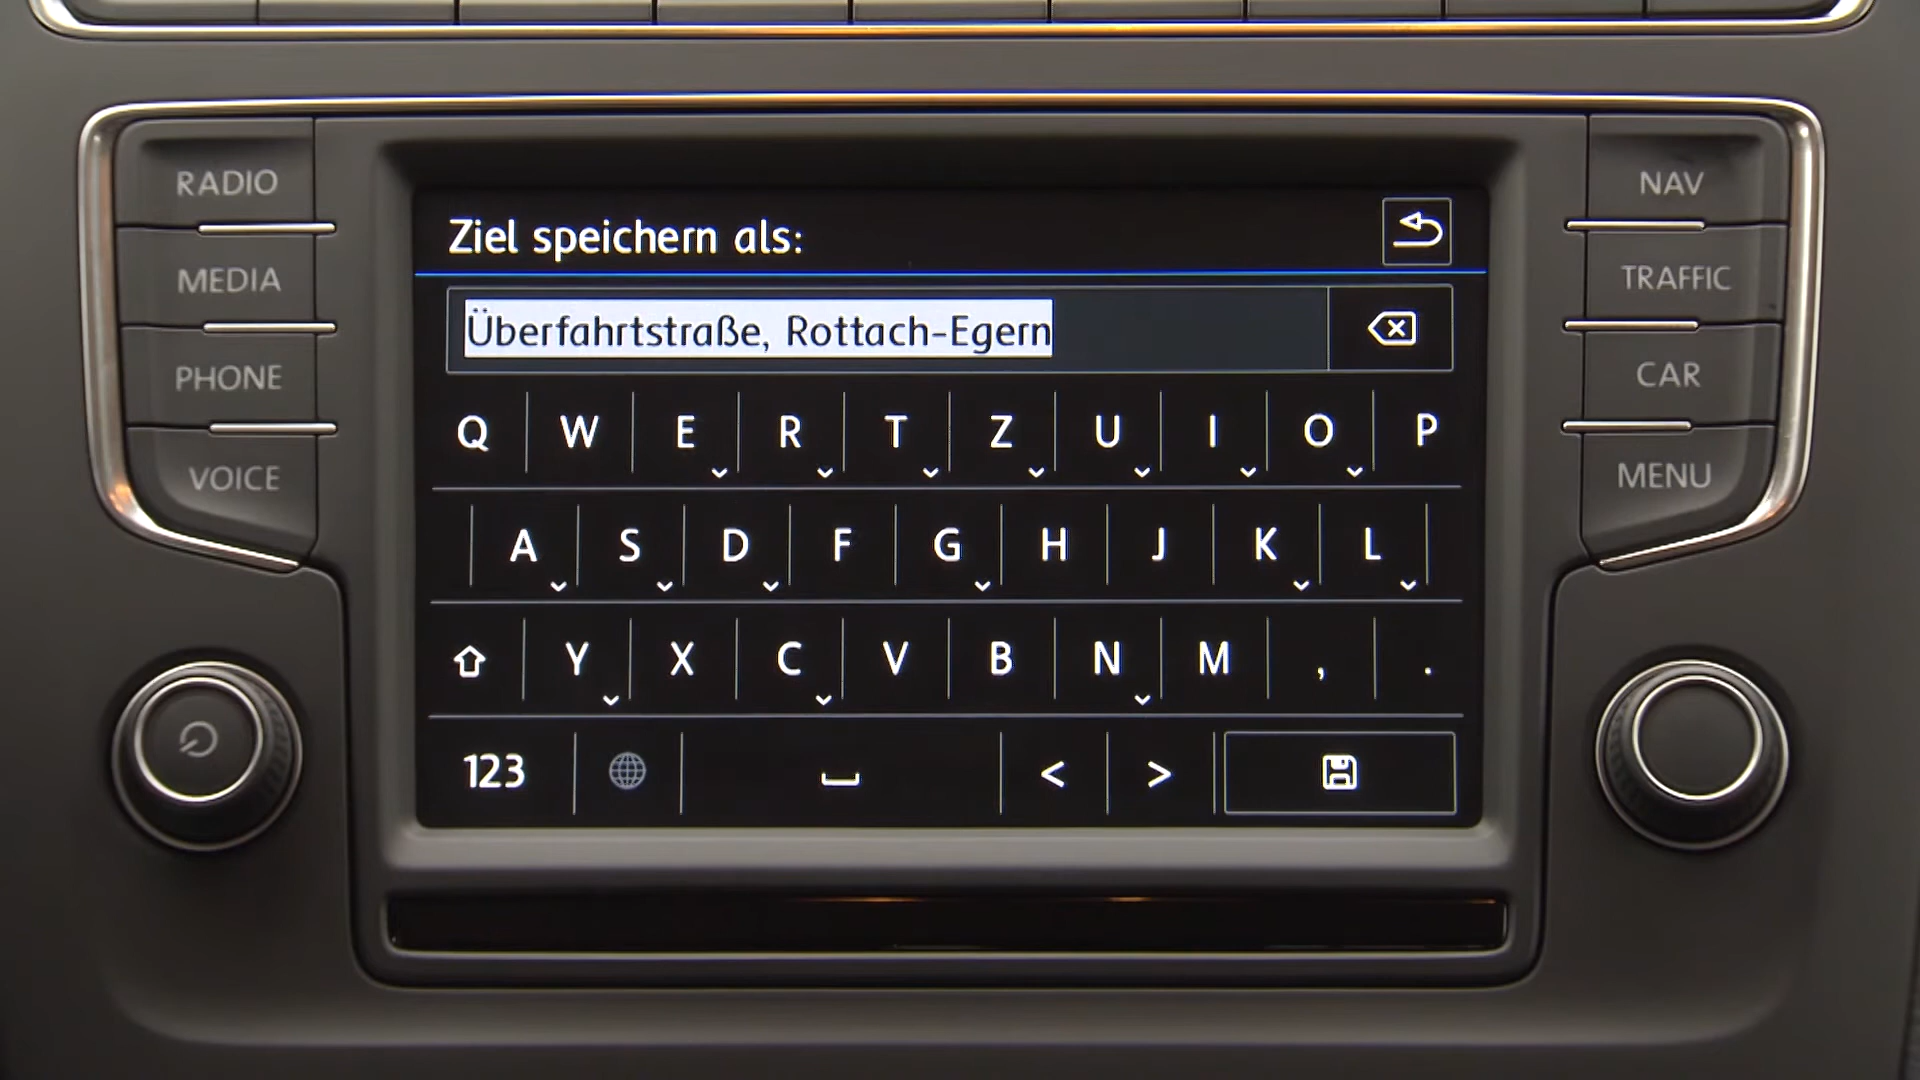 RADIO
MEDIA
PHONE
VOICE
Ziel speichern als:
Überfahrtstraße, Rottach-Egern
Q W E R T Z U I O P
A S D F G H J K L
Y X C V B N M , .
123 < >
NAV
TRAFFIC
CAR
MENU